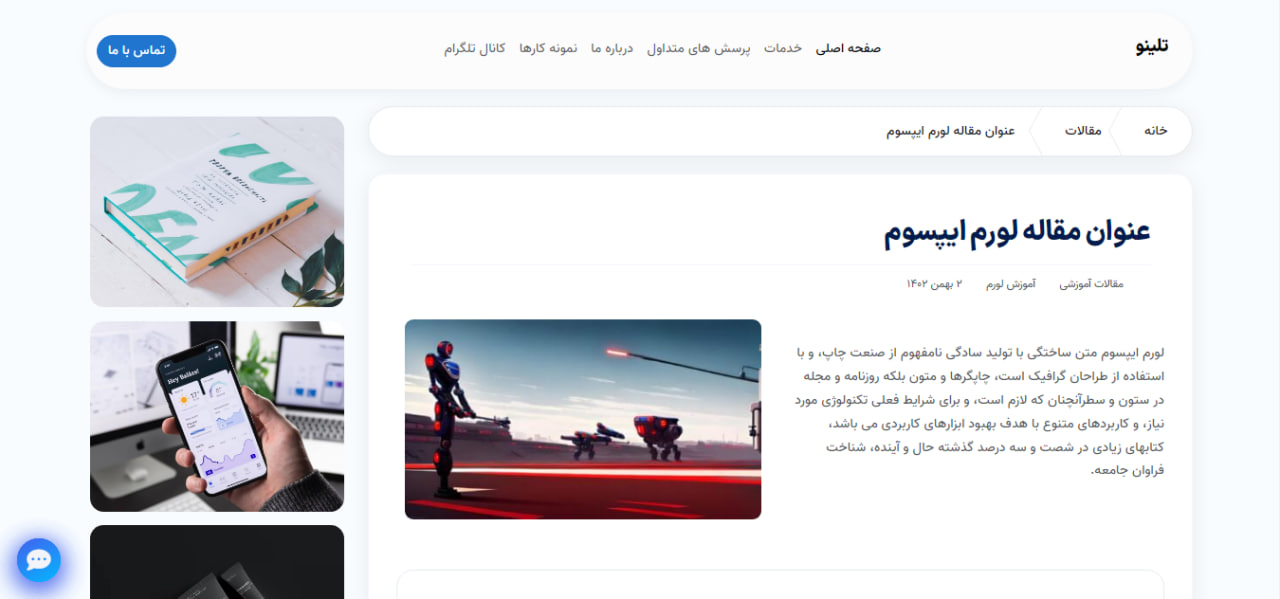 تلینو
صفحه اصلی
خدمات
پرسش های متداول
درباره ما
نمونه کارها
کانال تلگرام
تماس با ما
خانه
مقالات
عنوان مقاله لورم ایپسوم
عنوان مقاله لورم ایپسوم
مقالات آموزشی
آموزش لورم
۲ بهمن ۱۴۰۲
لورم ایپسوم متن ساختگی با تولید سادگی نامفهوم از صنعت چاپ، و با
استفاده از طراحان گرافیک است، چاپگرها و متون بلکه روزنامه و مجله
در ستون و سطرآنچنان که لازم است، و برای شرایط فعلی تکنولوژی مورد
نیاز، و کاربردهای متنوع با هدف بهبود ابزارهای کاربردی می باشد،
کتابهای زیادی در شصت و سه درصد گذشته حال و آینده، شناخت
فراوان جامعه.